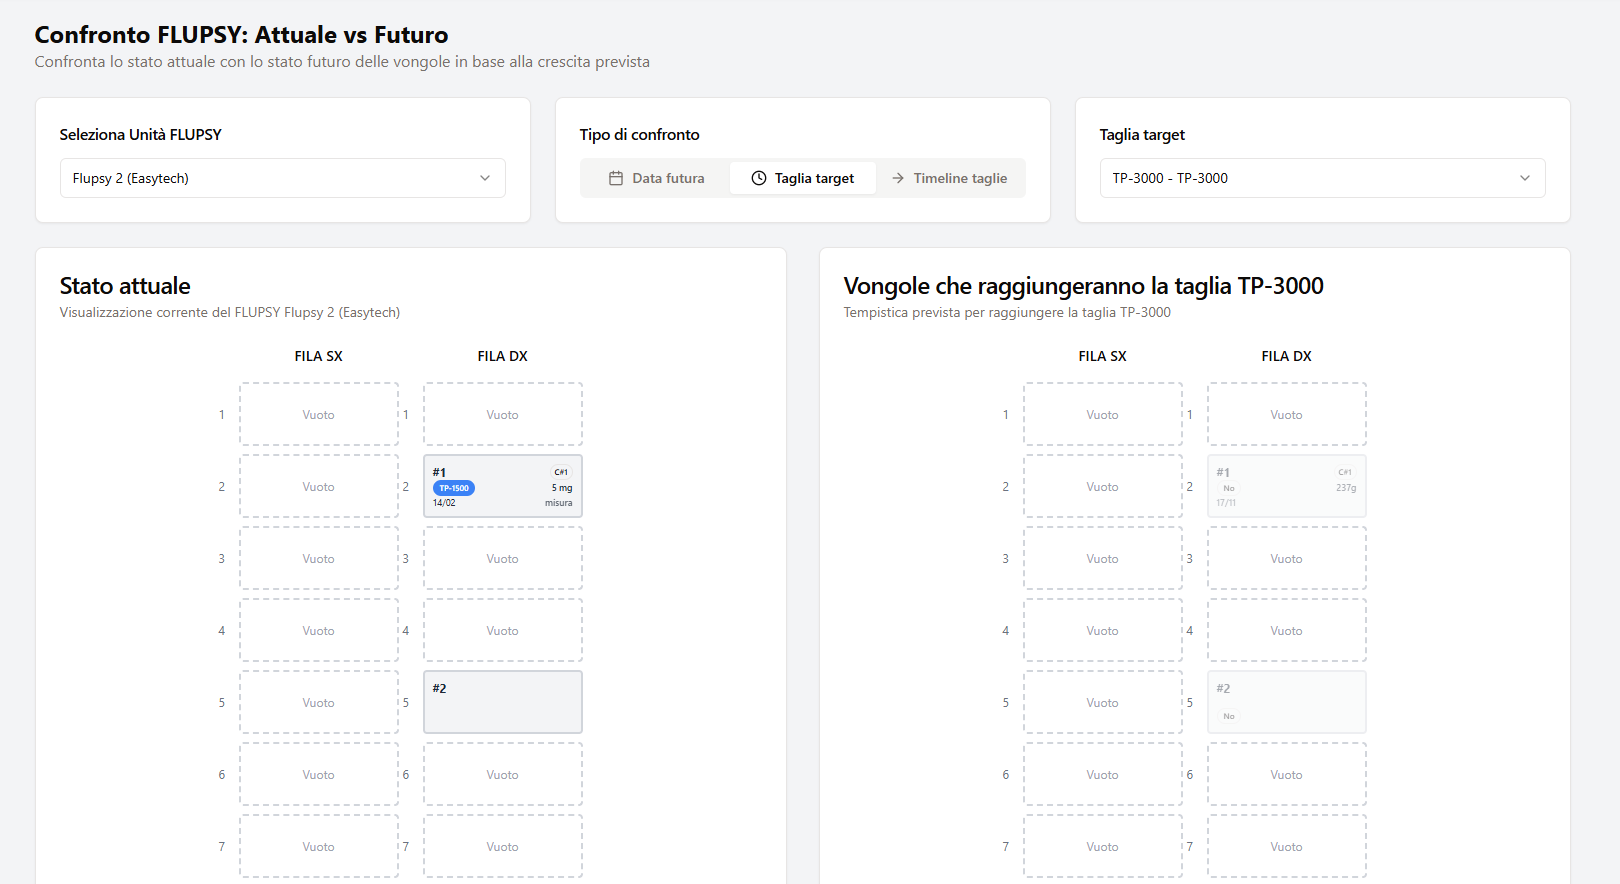 Confronto FLUPSY: Attuale vs Futuro
Confronta lo stato attuale con lo stato futuro delle vongole in base alla crescita prevista
Seleziona Unità FLUPSY
Flupsy 2 (Easytech)
Tipo di confronto
Data futura
Taglia target
Timeline taglie
Taglia target
TP-3000 - TP-3000
Stato attuale
Visualizzazione corrente del FLUPSY Flupsy 2 (Easytech)
FILA SX
FILA DX
1 Vuoto 1 Vuoto
2 Vuoto 2
#1 C#1
TP-1500 5 mg
14/02 misura
3 Vuoto 3 Vuoto
4 Vuoto 4 Vuoto
5 Vuoto 5
#2
6 Vuoto 6 Vuoto
7 Vuoto 7 Vuoto
Vongole che raggiungeranno la taglia TP-3000
Tempistica prevista per raggiungere la taglia TP-3000
FILA SX
FILA DX
1 Vuoto 1 Vuoto
2 Vuoto 2
#1 C#1
No 237g
17/11
3 Vuoto 3 Vuoto
4 Vuoto 4 Vuoto
5 Vuoto 5
#2
No
6 Vuoto 6 Vuoto
7 Vuoto 7 Vuoto